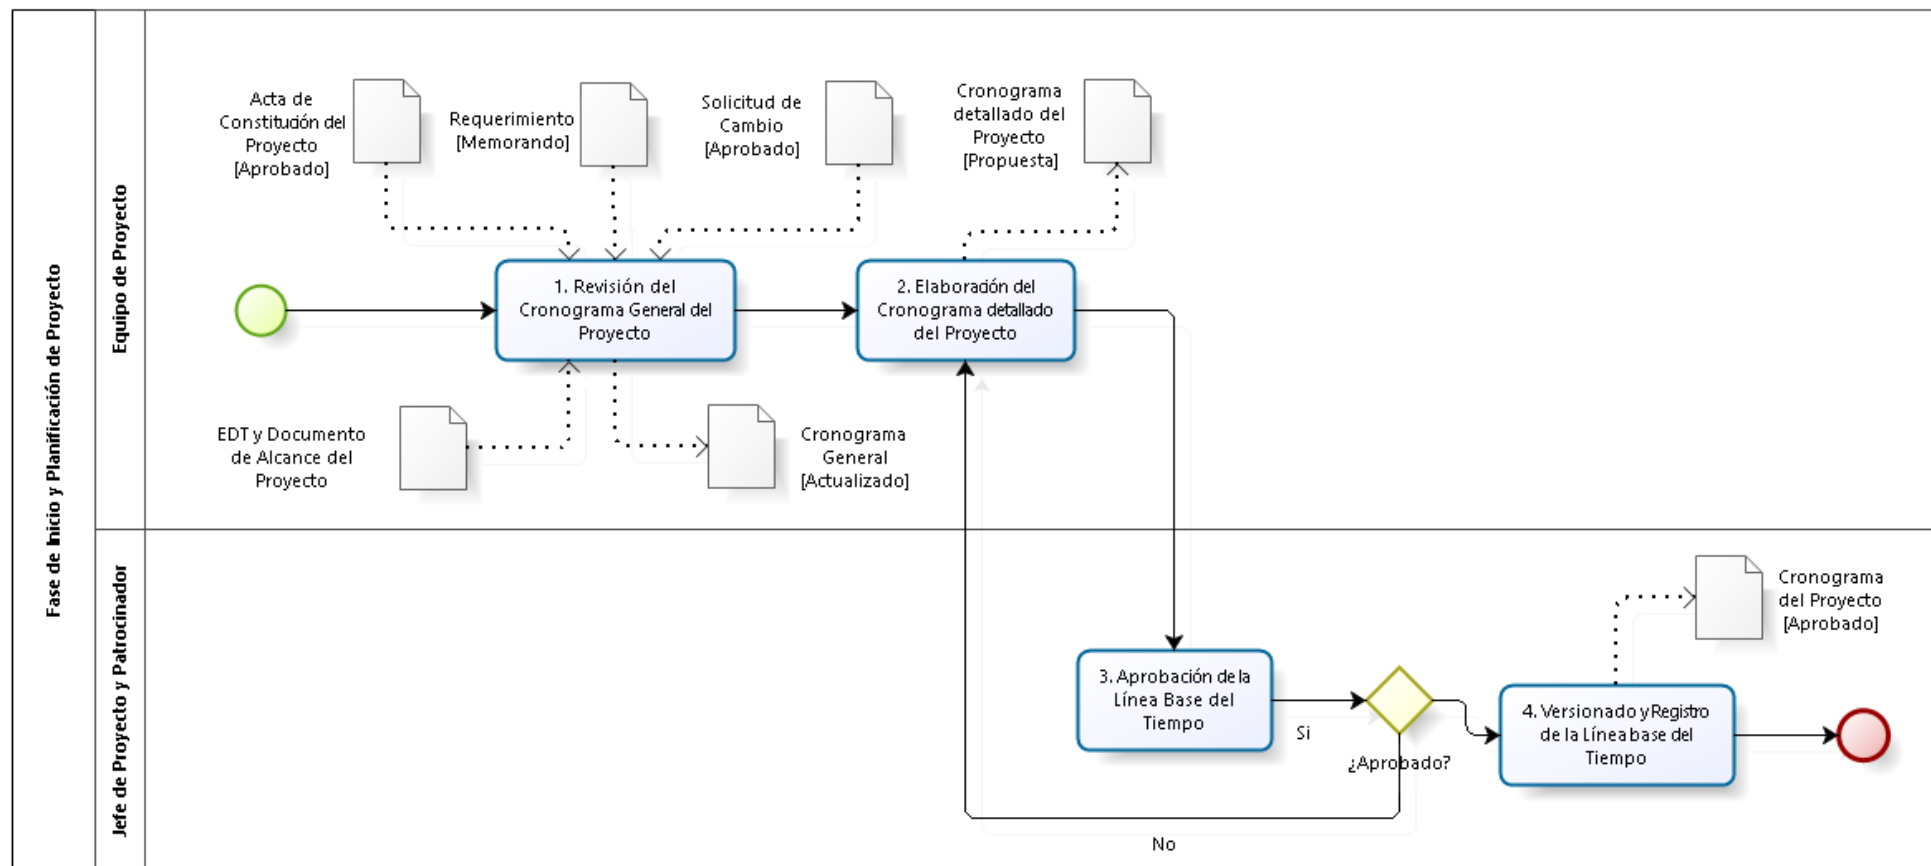 Fase de Inicio y Planificación de Proyecto
Equipo de Proyecto
Acta de
Constitución del
Proyecto
[Aprobado]
Requerimiento
[Memorando]
Solicitud de
Cambio
[Aprobado]
Cronograma
detallado del
Proyecto
[Propuesta]
1. Revisión del
Cronograma General del
Proyecto
2. Elaboración del
Cronograma detallado
del Proyecto
EDT y Documento
de Alcance del
Proyecto
Cronograma
General
[Actualizado]
Jefe de Proyecto y Patrocinador
Cronograma
del Proyecto
[Aprobado]
3. Aprobación de la
Línea Base del
Tiempo
Si
¿Aprobado?
4. Versionado y Registro
de la Línea base del
Tiempo
No